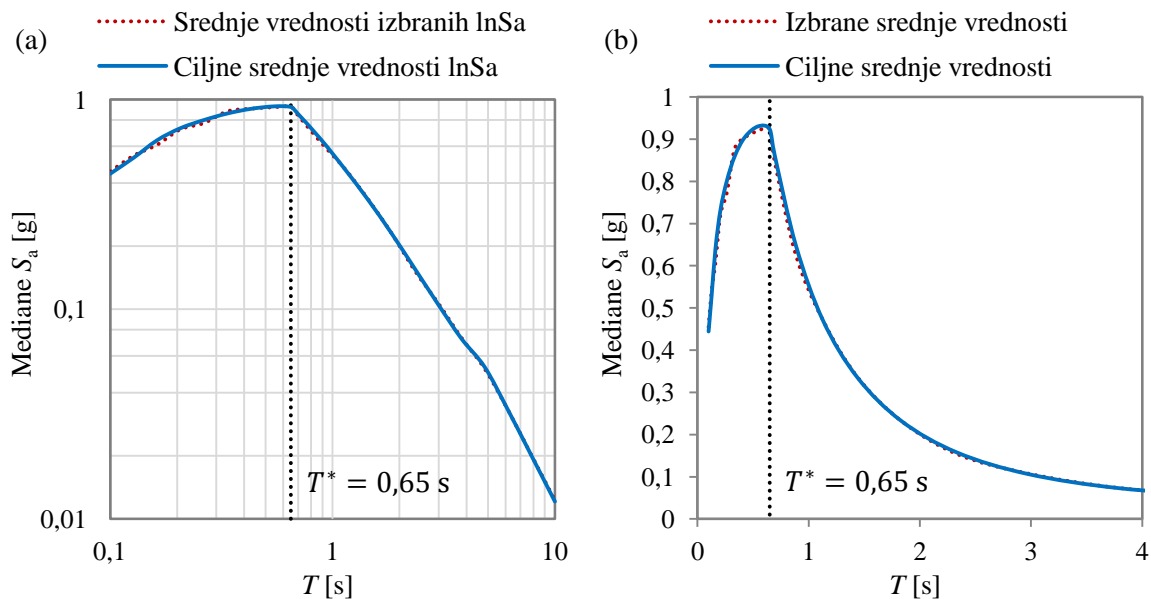 (a)
Srednje vrednosti izbranih lnSa
Ciljne srednje vrednosti lnSa
Mediane Sa [g]
1
0,1
0,01
T* = 0,65 s
0,1
1
10
T [s]
(b)
Izbrane srednje vrednosti
Ciljne srednje vrednosti
Mediane Sa [g]
1
0,9
0,8
0,7
0,6
0,5
0,4
0,3
0,2
0,1
0
T* = 0,65 s
0
1
2
3
4
T [s]